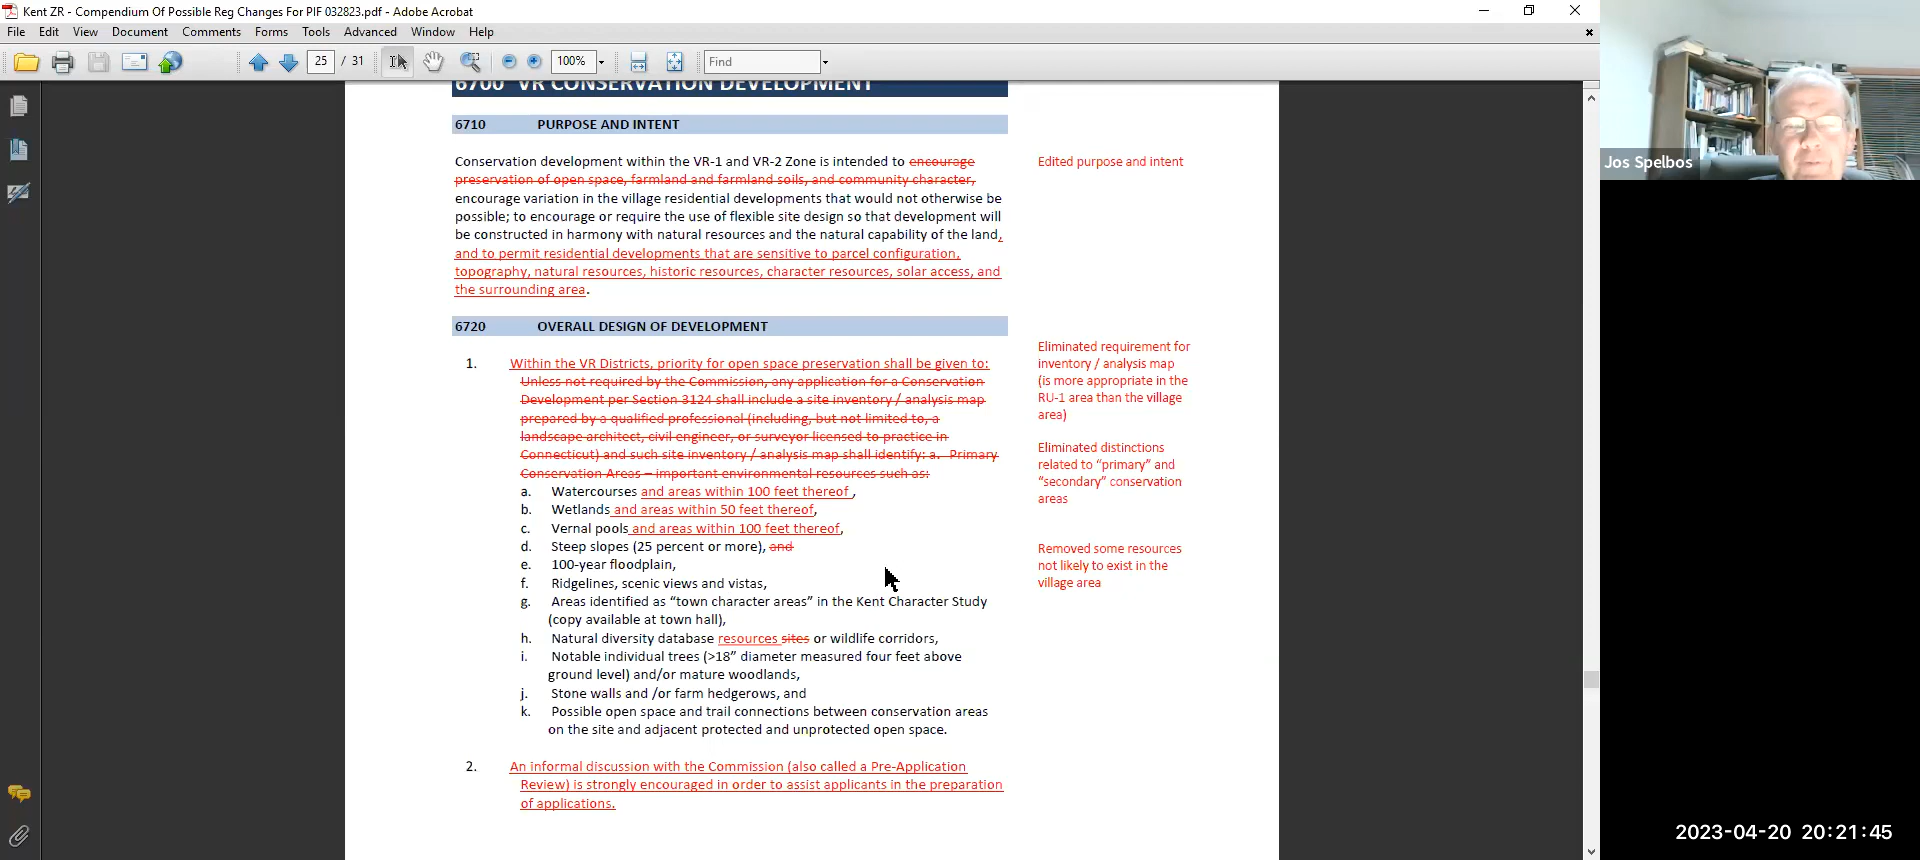 Kent ZR - Compendium Of Possible Reg Changes For PIF 032823.pdf - Adobe Acrobat
File Edit View Document Comments Forms Tools Advanced Window Help
25 / 31 100% Find
6700 VR CONSERVATION DEVELOPMENT
6710 PURPOSE AND INTENT
Conservation development within the VR-1 and VR-2 Zone is intended to encourage
preservation of open space, farmland and farmland soils, and community character,
encourage variation in the village residential developments that would not otherwise be
possible; to encourage or require the use of flexible site design so that development will
be constructed in harmony with natural resources and the natural capability of the land,
and to permit residential developments that are sensitive to parcel configuration,
topography, natural resources, historic resources, character resources, solar access, and
the surrounding area.
Edited purpose and intent
6720 OVERALL DESIGN OF DEVELOPMENT
1. Within the VR Districts, priority for open space preservation shall be given to:
Unless not required by the Commission, any application for a Conservation
Development per Section 3124 shall include a site inventory / analysis map
prepared by a qualified professional (including, but not limited to, a
landscape architect, civil engineer, or surveyor licensed to practice in
Connecticut) and such site inventory / analysis map shall identify: a. Primary
Conservation Areas – important environmental resources such as:
a. Watercourses and areas within 100 feet thereof ,
b. Wetlands and areas within 50 feet thereof,
c. Vernal pools and areas within 100 feet thereof,
d. Steep slopes (25 percent or more), and
e. 100-year floodplain,
f. Ridgelines, scenic views and vistas,
g. Areas identified as “town character areas” in the Kent Character Study
(copy available at town hall),
h. Natural diversity database resources sites or wildlife corridors,
i. Notable individual trees (>18” diameter measured four feet above
ground level) and/or mature woodlands,
j. Stone walls and /or farm hedgerows, and
k. Possible open space and trail connections between conservation areas
on the site and adjacent protected and unprotected open space.
2. An informal discussion with the Commission (also called a Pre-Application
Review) is strongly encouraged in order to assist applicants in the preparation
of applications.
Eliminated requirement for
inventory / analysis map
(is more appropriate in the
RU-1 area than the village
area)
Eliminated distinctions
related to “primary” and
“secondary” conservation
areas
Removed some resources
not likely to exist in the
village area
Jos Spelbos
2023-04-20 20:21:45